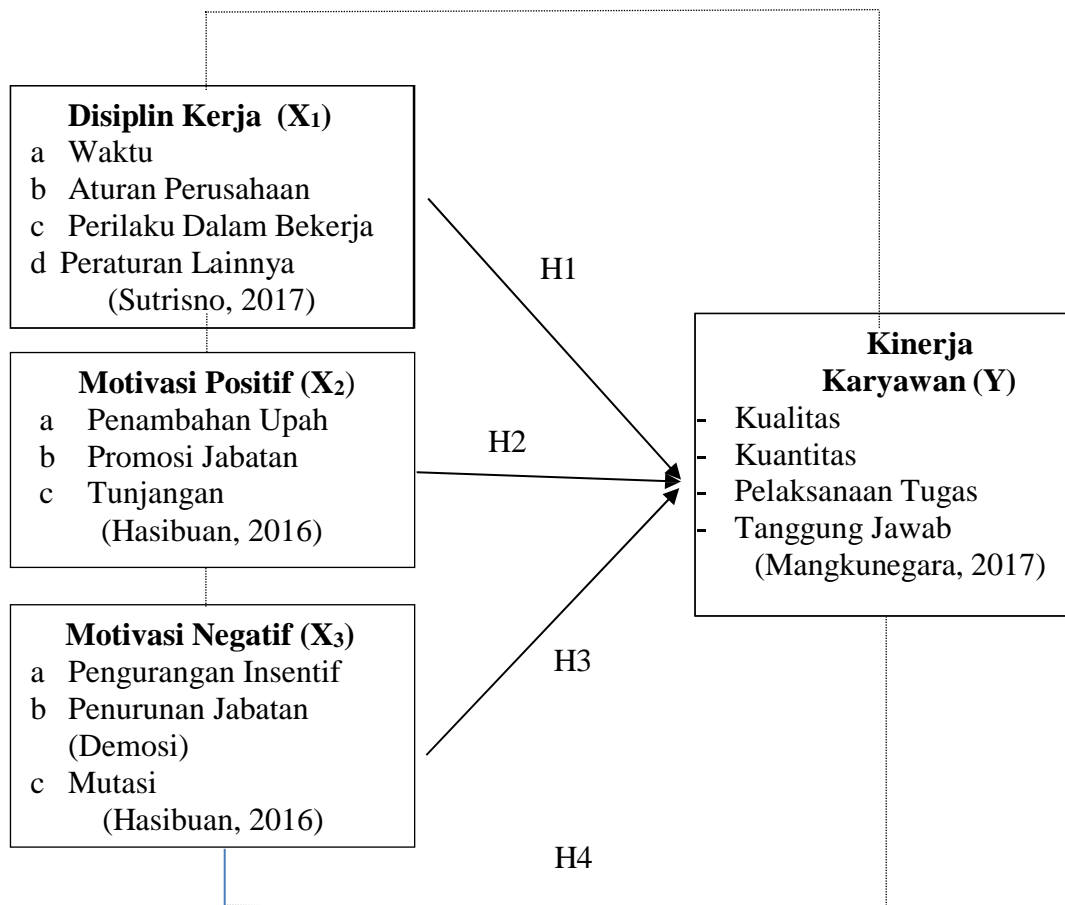 Disiplin Kerja (X₁)
a Waktu
b Aturan Perusahaan
c Perilaku Dalam Bekerja
d Peraturan Lainnya
(Sutrisno, 2017)
Motivasi Positif (X₂)
a Penambahan Upah
b Promosi Jabatan
c Tunjangan
(Hasibuan, 2016)
Motivasi Negatif (X₃)
a Pengurangan Insentif
b Penurunan Jabatan
(Demosi)
c Mutasi
(Hasibuan, 2016)
H1
H2
H3
H4
Kinerja
Karyawan (Y)
- Kualitas
- Kuantitas
- Pelaksanaan Tugas
- Tanggung Jawab
(Mangkunegara, 2017)